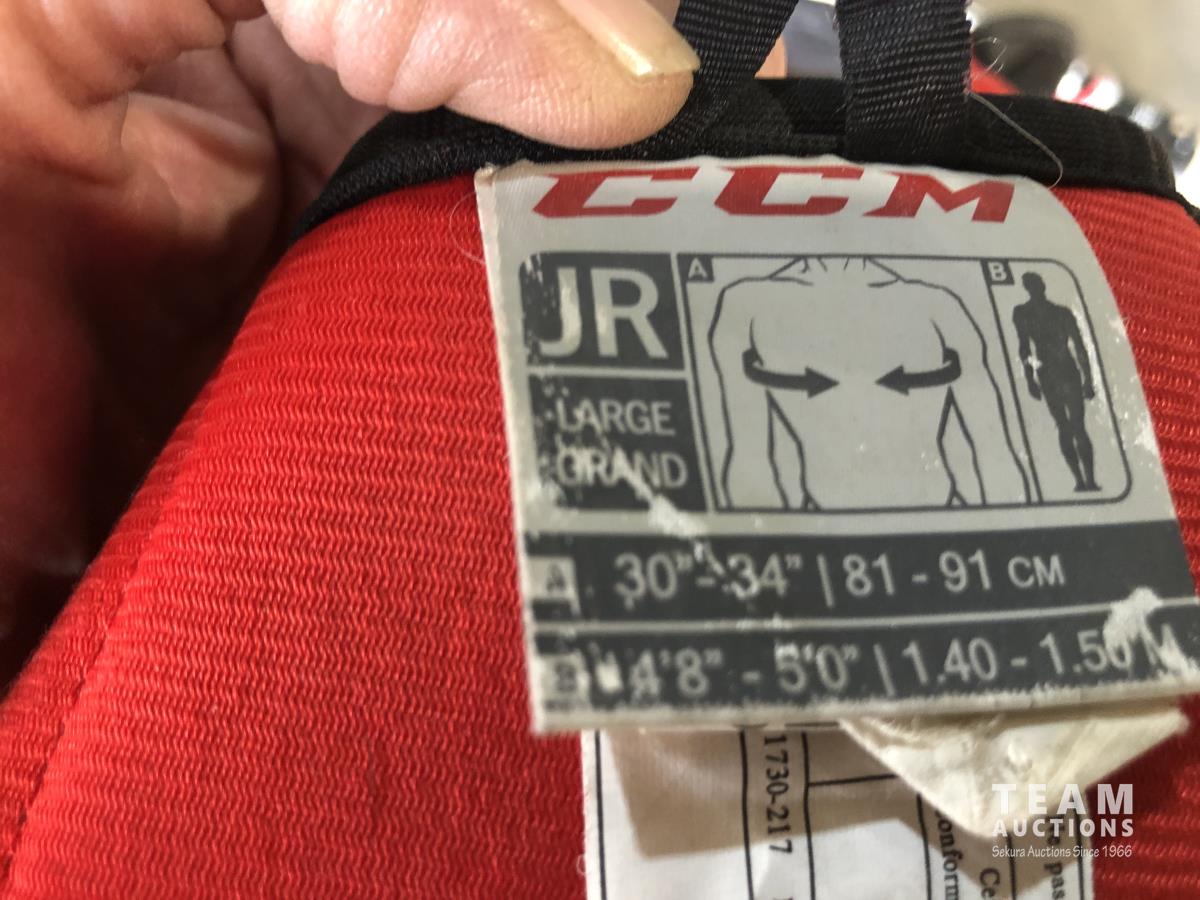 CCM
JR
LARGE
GRAND
A
B
A 30"- 34" | 81 - 91 CM
B 4'8" - 5'0" | 1.40 - 1.50 M
1730-217
TEAM
AUCTIONS
Sekura Auctions Since 1966